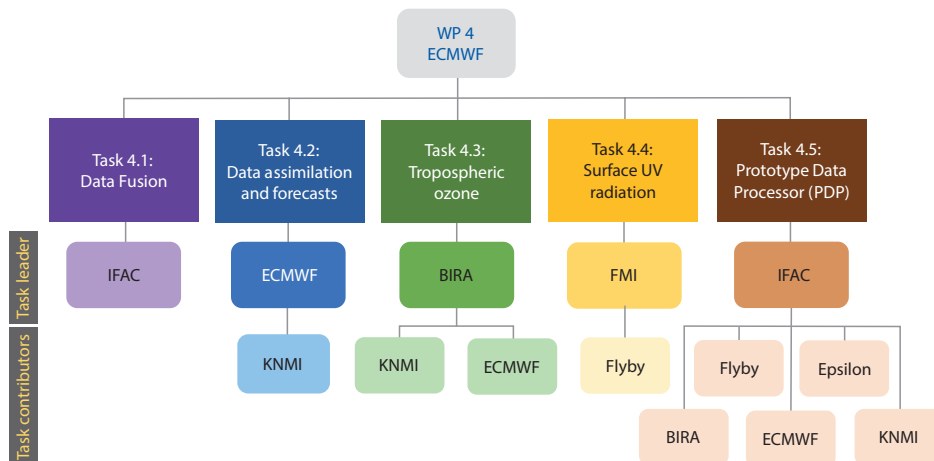 WP 4
ECMWF
Task 4.1:
Data Fusion
Task 4.2:
Data assimilation
and forecasts
Task 4.3:
Tropospheric
ozone
Task 4.4:
Surface UV
radiation
Task 4.5:
Prototype Data
Processor (PDP)
Task leader
IFAC
ECMWF
BIRA
FMI
IFAC
Task contributors
KNMI
KNMI
ECMWF
Flyby
Flyby
Epsilon
BIRA
ECMWF
KNMI